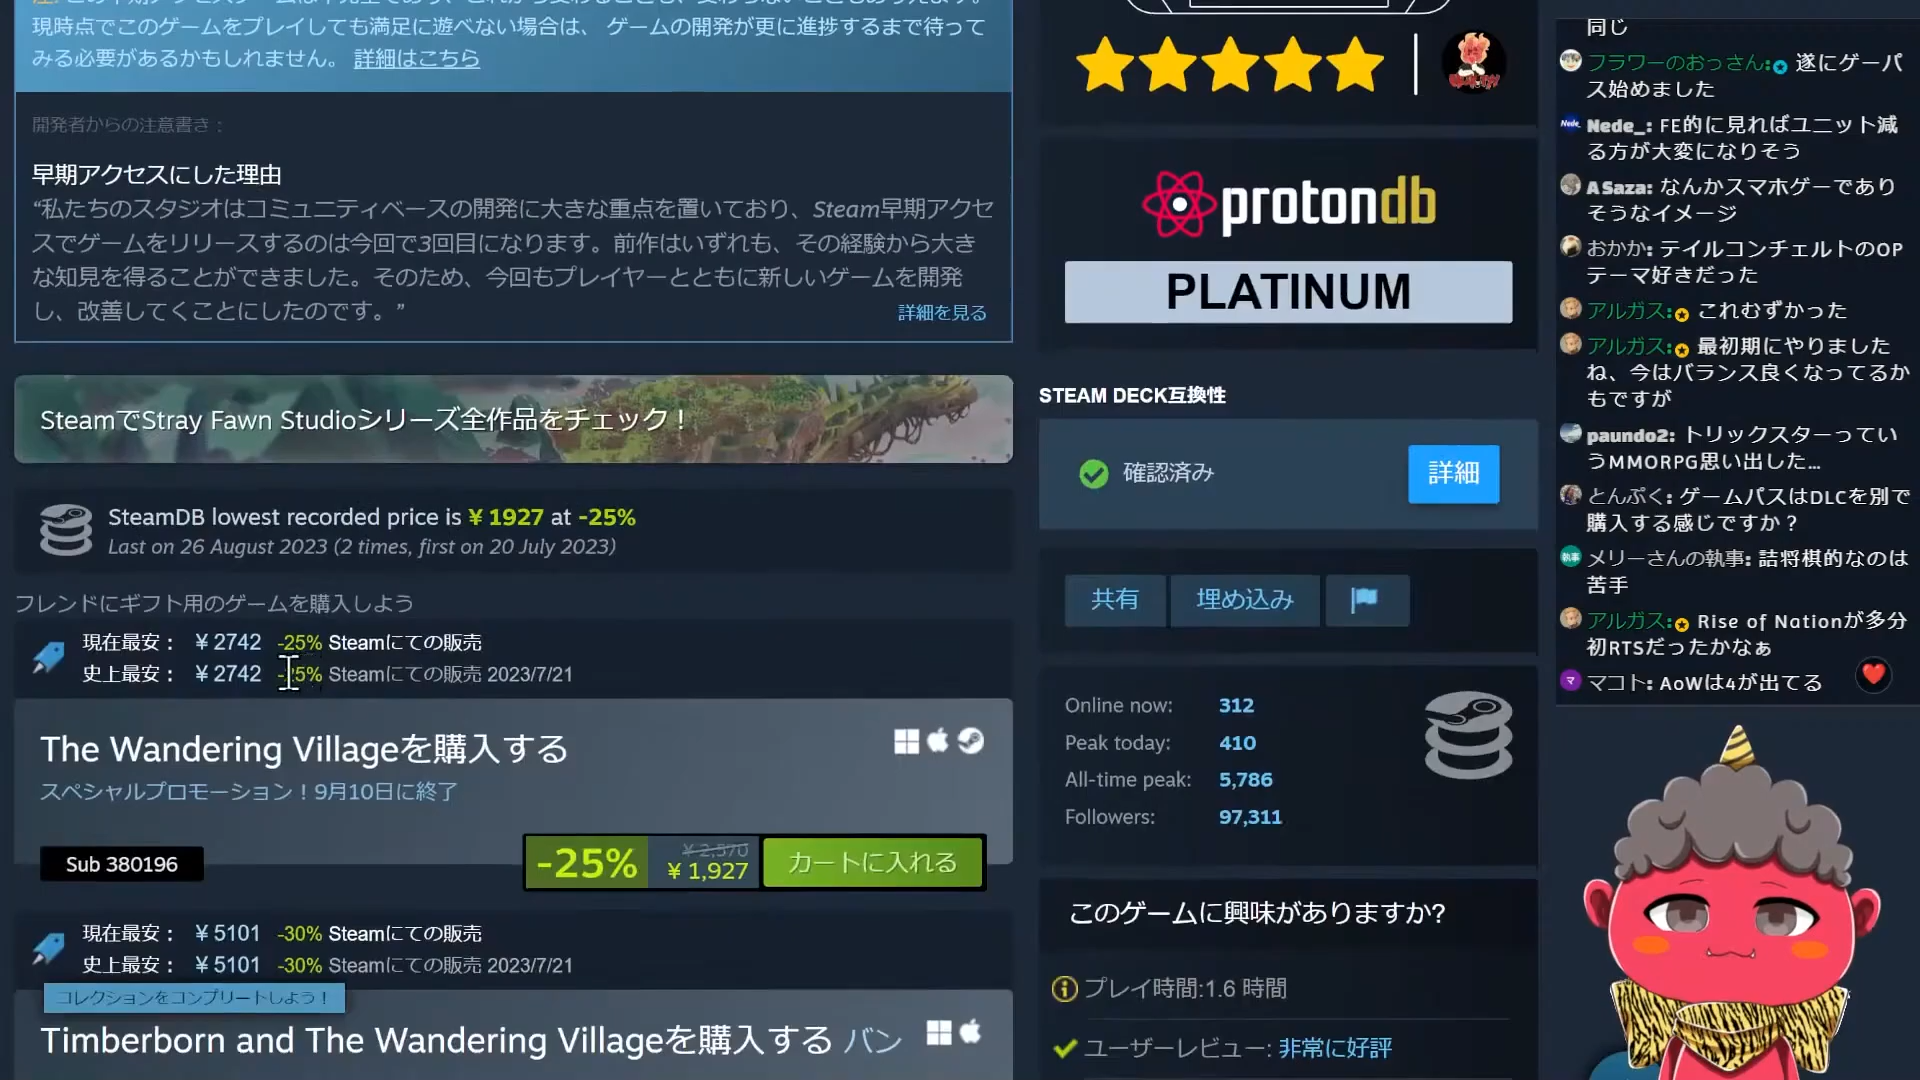 現時点でこのゲームをプレイしても満足に遊べない場合は、 ゲームの開発が更に進捗するまで待って
みる必要があるかもしれません。 詳細はこちら
開発者からの注意書き：
早期アクセスにした理由
“私たちのスタジオはコミュニティベースの開発に大きな重点を置いており、Steam早期アクセ
スでゲームをリリースするのは今回で3回目になります。前作はいずれも、その経験から大き
な知見を得ることができました。そのため、今回もプレイヤーとともに新しいゲームを開発
し、改善してくことにしたのです。”
詳細を見る
SteamでStray Fawn Studioシリーズ全作品をチェック！
SteamDB lowest recorded price is ¥ 1927 at -25%
Last on 26 August 2023 (2 times, first on 20 July 2023)
フレンドにギフト用のゲームを購入しよう
現在最安： ¥ 2742 -25% Steamにての販売
史上最安： ¥ 2742 -25% Steamにての販売 2023/7/21
The Wandering Villageを購入する
スペシャルプロモーション！9月10日に終了
Sub 380196
-25% ¥ 2,570 ¥ 1,927 カートに入れる
現在最安： ¥ 5101 -30% Steamにての販売
史上最安： ¥ 5101 -30% Steamにての販売 2023/7/21
コレクションをコンプリートしよう！
Timberborn and The Wandering Villageを購入する バン
protondb
PLATINUM
STEAM DECK互換性
確認済み 詳細
共有 埋め込み
Online now: 312
Peak today: 410
All-time peak: 5,786
Followers: 97,311
このゲームに興味がありますか?
プレイ時間:1.6 時間
ユーザーレビュー: 非常に好評
同じ
フラワーのおっさん: 遂にゲーパ
ス始めました
Nede_: FE的に見ればユニット減
る方が大変になりそう
A Saza: なんかスマホゲーであり
そうなイメージ
おかか: テイルコンチェルトのOP
テーマ好きだった
アルガス: これむずかった
アルガス: 最初期にやりました
ね、今はバランス良くなってるか
もですが
paundo2: トリックスターってい
うMMORPG思い出した…
とんぷく: ゲームパスはDLCを別で
購入する感じですか？
メリーさんの執事: 詰将棋的なのは
苦手
アルガス: Rise of Nationが多分
初RTSだったかなぁ
マコト: AoWは4が出てる